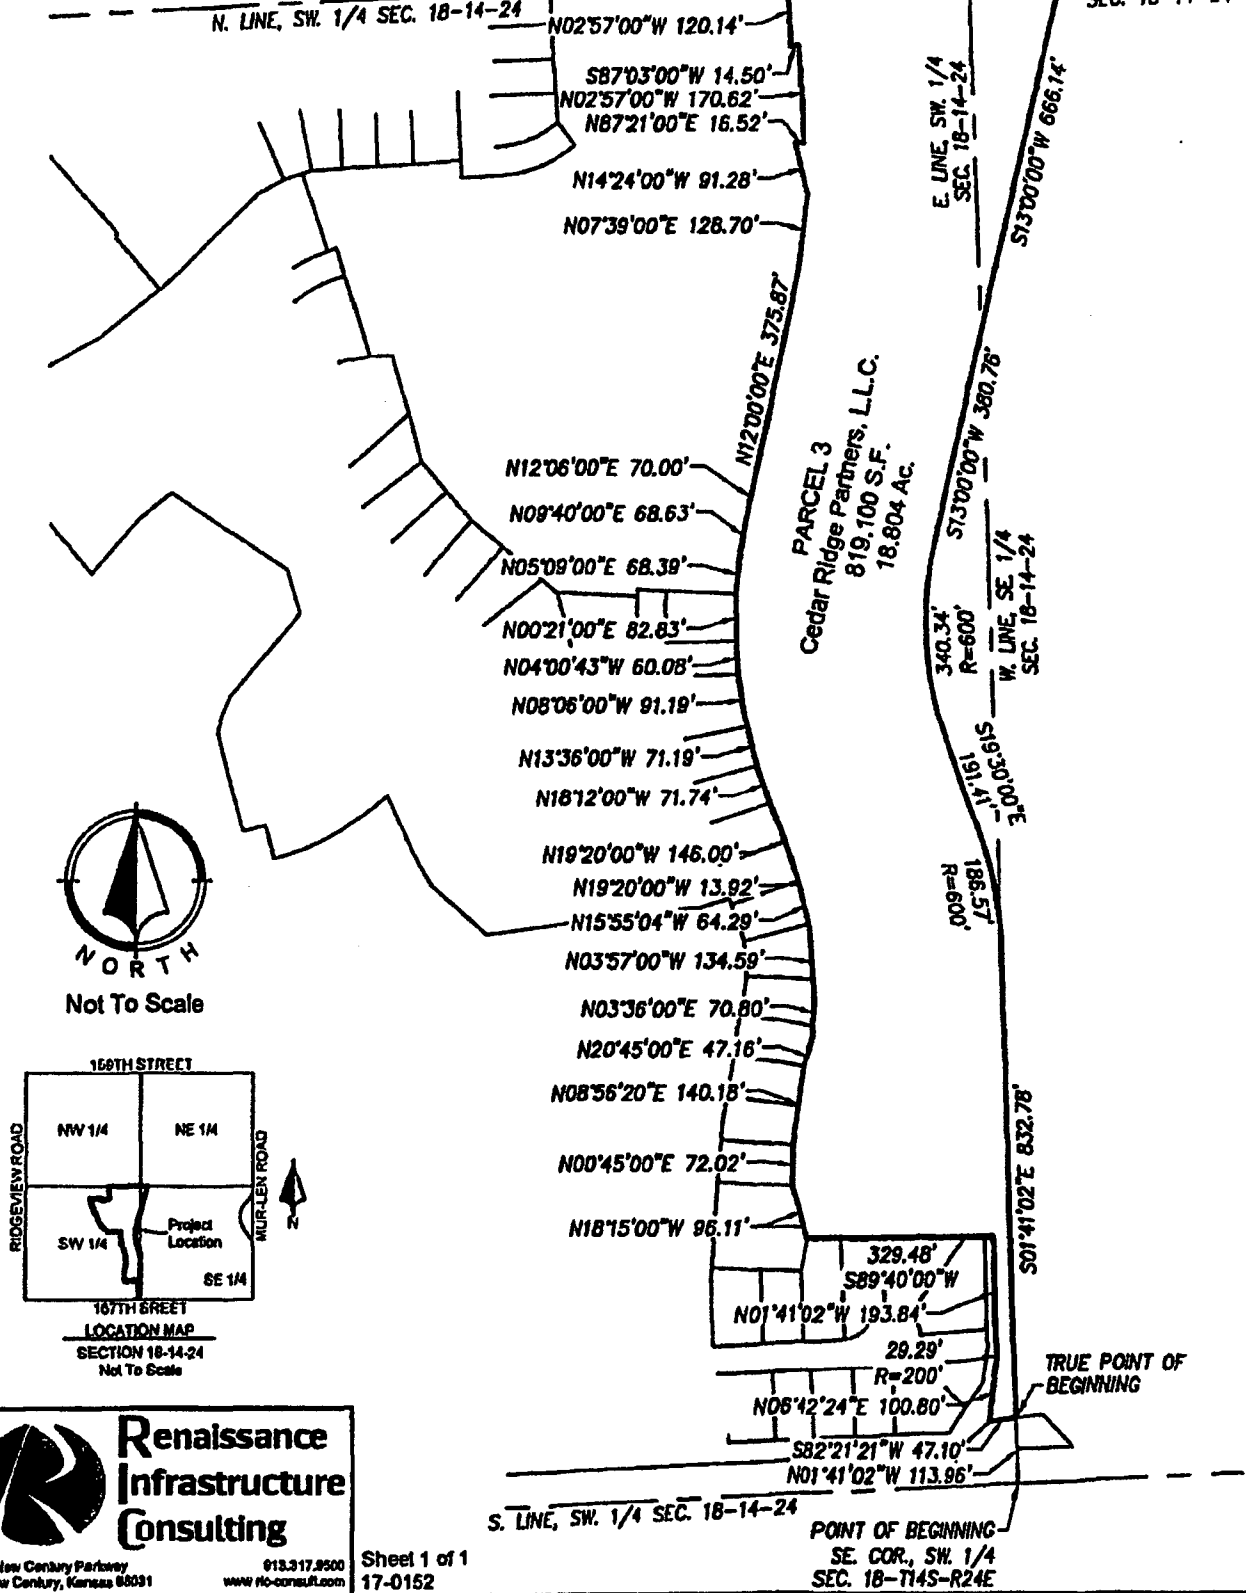 N. LINE, SW. 1/4 SEC. 18-14-24
N02°57'00"W 120.14'
S87°03'00"W 14.50'
N02°57'00"W 170.62'
N87°21'00"E 16.52'
N14°24'00"W 91.28'
N07°39'00"E 128.70'
N12°00'00"E 375.87'
E. LINE, SW. 1/4
SEC. 18-14-24
S13°00'00"W 666.14'
S13°00'00"W 380.76'
PARCEL 3
Cedar Ridge Partners, L.L.C.
819,100 S.F.
18.804 Ac.
N12°06'00"E 70.00'
N09°40'00"E 68.63'
N05°09'00"E 68.39'
N00°21'00"E 82.83'
N04°00'43"W 60.08'
N08°06'00"W 91.19'
N13°36'00"W 71.19'
N18°12'00"W 71.74'
N19°20'00"W 146.00'
N19°20'00"W 13.92'
N15°55'04"W 64.29'
N03°57'00"W 134.59'
N03°36'00"E 70.80'
N20°45'00"E 47.16'
N08°56'20"E 140.18'
N00°45'00"E 72.02'
N18°15'00"W 96.11'
340.34'
R=600'
W. LINE, SE. 1/4
SEC. 18-14-24
S19°30'00"E
191.41'
186.57'
R=600'
S01°41'02"E 832.78'
329.48'
S89°40'00"W
N01°41'02"W 193.84'
29.29'
R=200'
N06°42'24"E 100.80'
S82°21'21"W 47.10'
N01°41'02"W 113.96'
TRUE POINT OF
BEGINNING
S. LINE, SW. 1/4 SEC. 18-14-24
POINT OF BEGINNING
SE. COR., SW. 1/4
SEC. 18-T14S-R24E
NORTH
Not To Scale
159TH STREET
RIDGEVIEW ROAD
NW 1/4
NE 1/4
MUR-LEN ROAD
SW 1/4
Project
Location
SE 1/4
N
167TH SREET
LOCATION MAP
SECTION 18-14-24
Not To Scale
Renaissance
Infrastructure
Consulting
New Century Parkway
w Century, Kansas 66031
913.317.9500
www.ric-consult.com
Sheet 1 of 1
17-0152